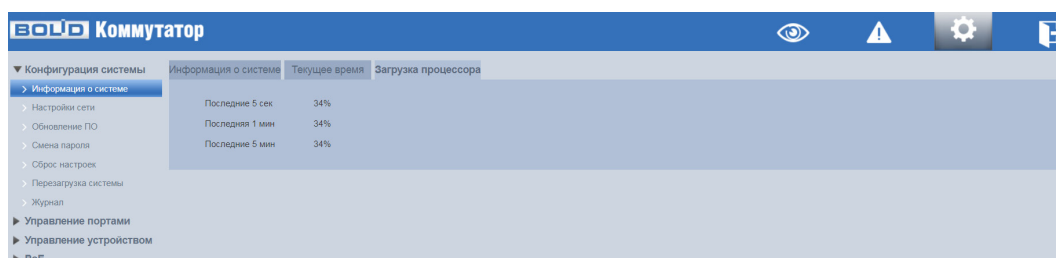 BOLID Коммутатор
Конфигурация системы
Информация о системе
Настройки сети
Обновление ПО
Смена пароля
Сброс настроек
Перезагрузка системы
Журнал
Управление портами
Управление устройством
PoE
Информация о системе Текущее время Загрузка процессора
Последние 5 сек 34%
Последняя 1 мин 34%
Последние 5 мин 34%